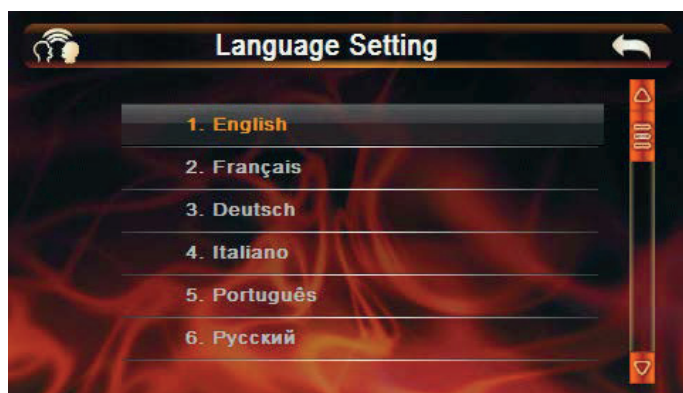 Language Setting
1. English
2. Français
3. Deutsch
4. Italiano
5. Português
6. Русский